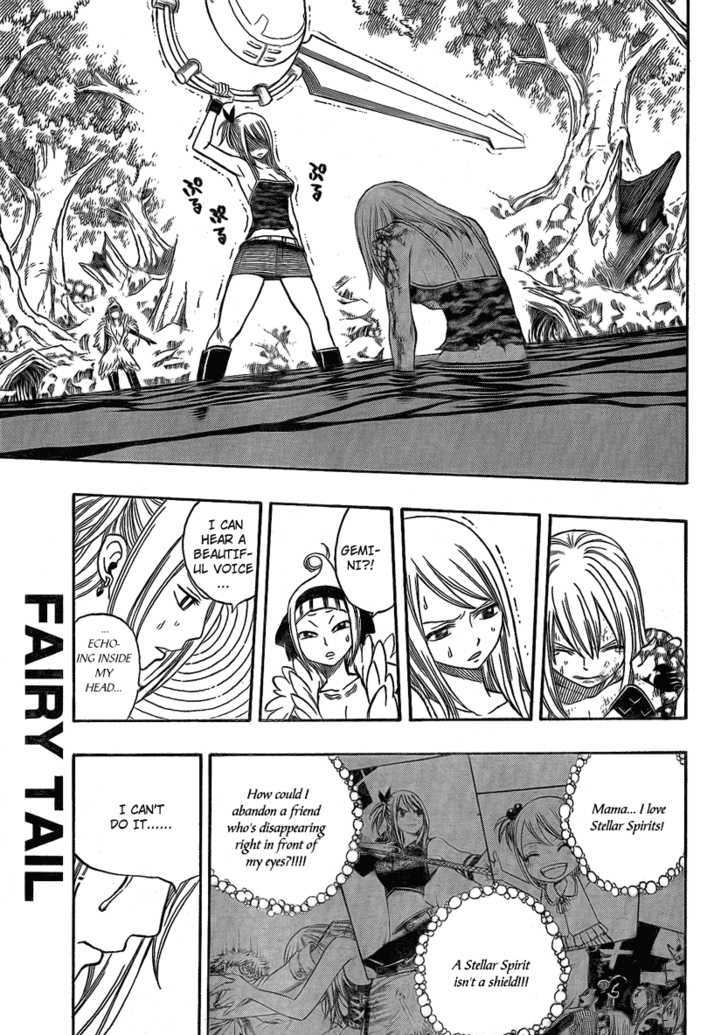 GEMI-
NI?!
I CAN
HEAR A
BEAUTIF-
UL VOICE
...
...
ECHO-
ING INSIDE
MY
HEAD...
Mama... I love
Stellar Spirits!
A Stellar Spirit
isn't a shield!!!
How could I
abandon a friend
who's disappearing
right in front of
my eyes?!!!!
I CAN'T
DO IT......
FAIRY TAIL